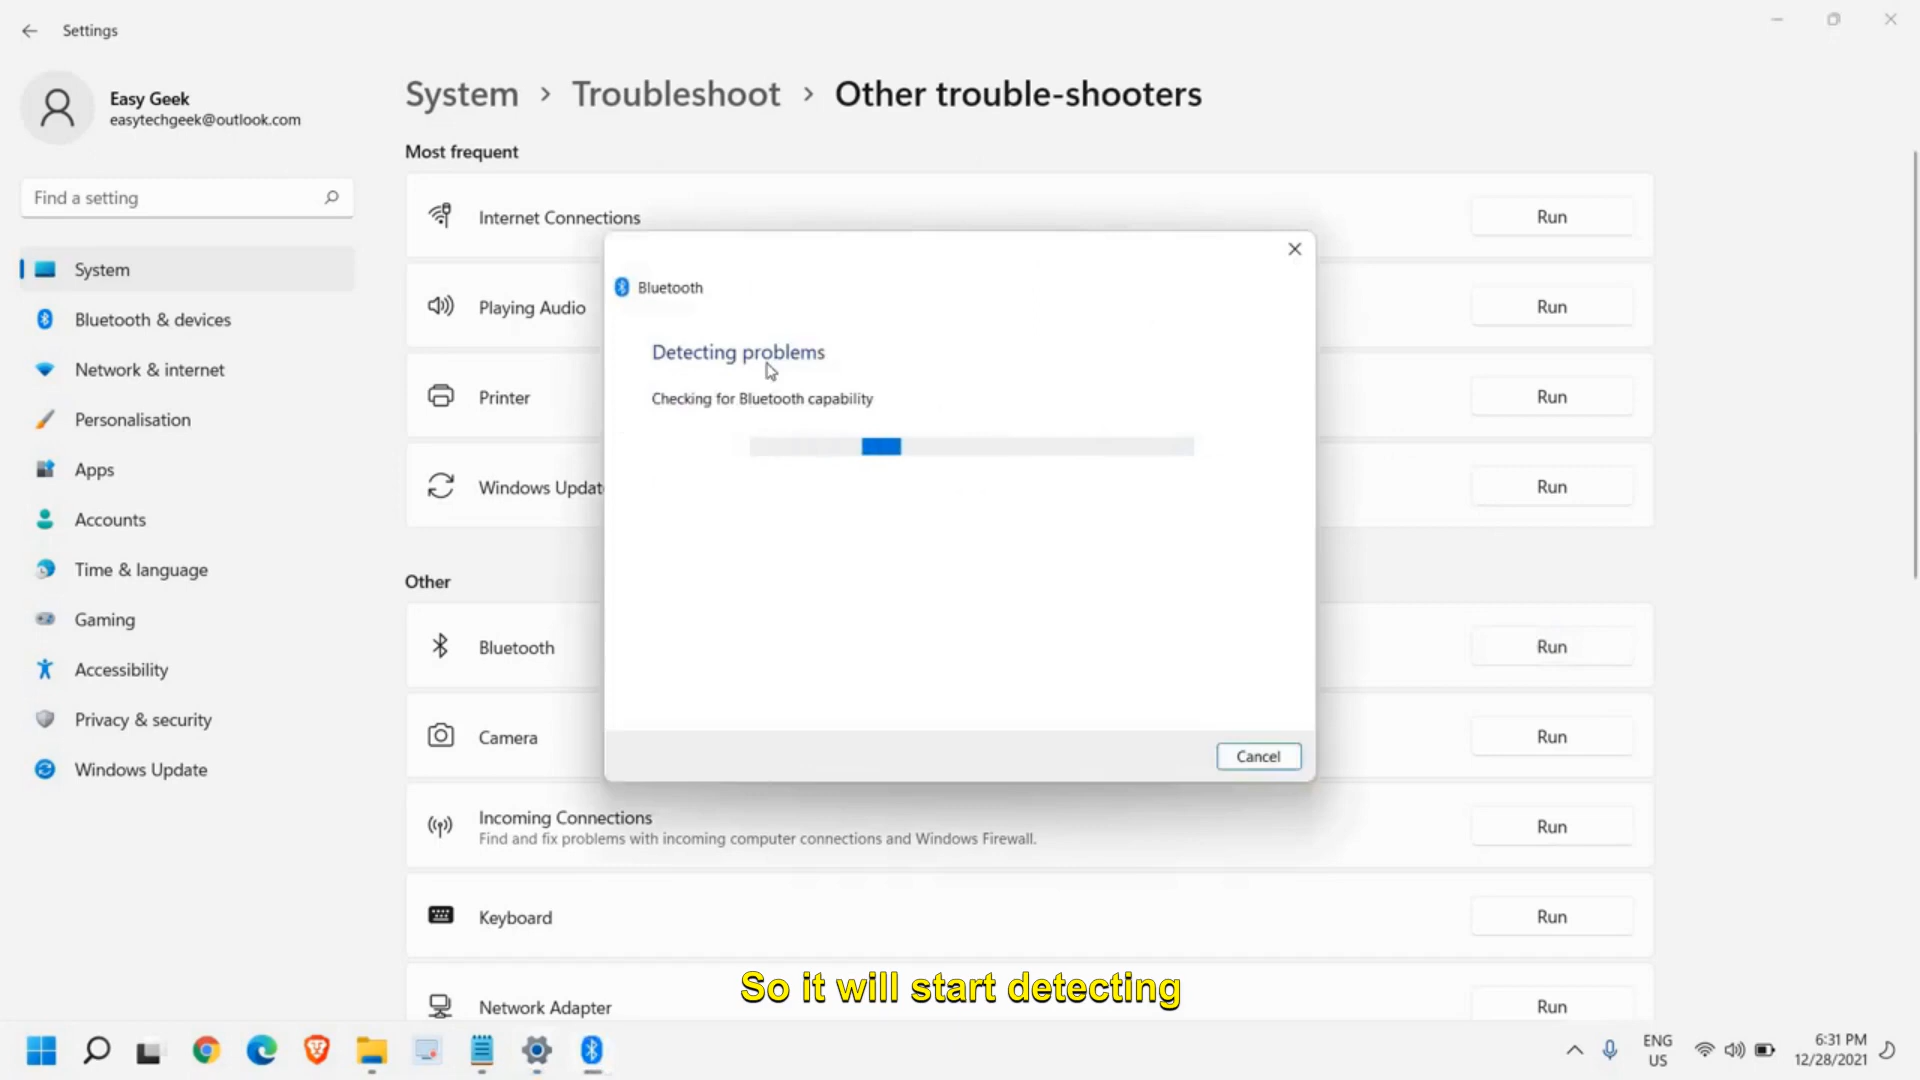 Settings
Easy Geek
easytechgeek@outlook.com
Find a setting
System
Bluetooth & devices
Network & internet
Personalisation
Apps
Accounts
Time & language
Gaming
Accessibility
Privacy & security
Windows Update
System > Troubleshoot > Other trouble-shooters
Most frequent
Internet Connections
Run
Playing Audio
Run
Printer
Run
Windows Updat
Run
Other
Bluetooth
Run
Camera
Run
Incoming Connections
Find and fix problems with incoming computer connections and Windows Firewall.
Run
Keyboard
Run
Network Adapter
Run
Bluetooth
Detecting problems
Checking for Bluetooth capability
Cancel
So it will start detecting
ENG
US
6:31 PM
12/28/2021